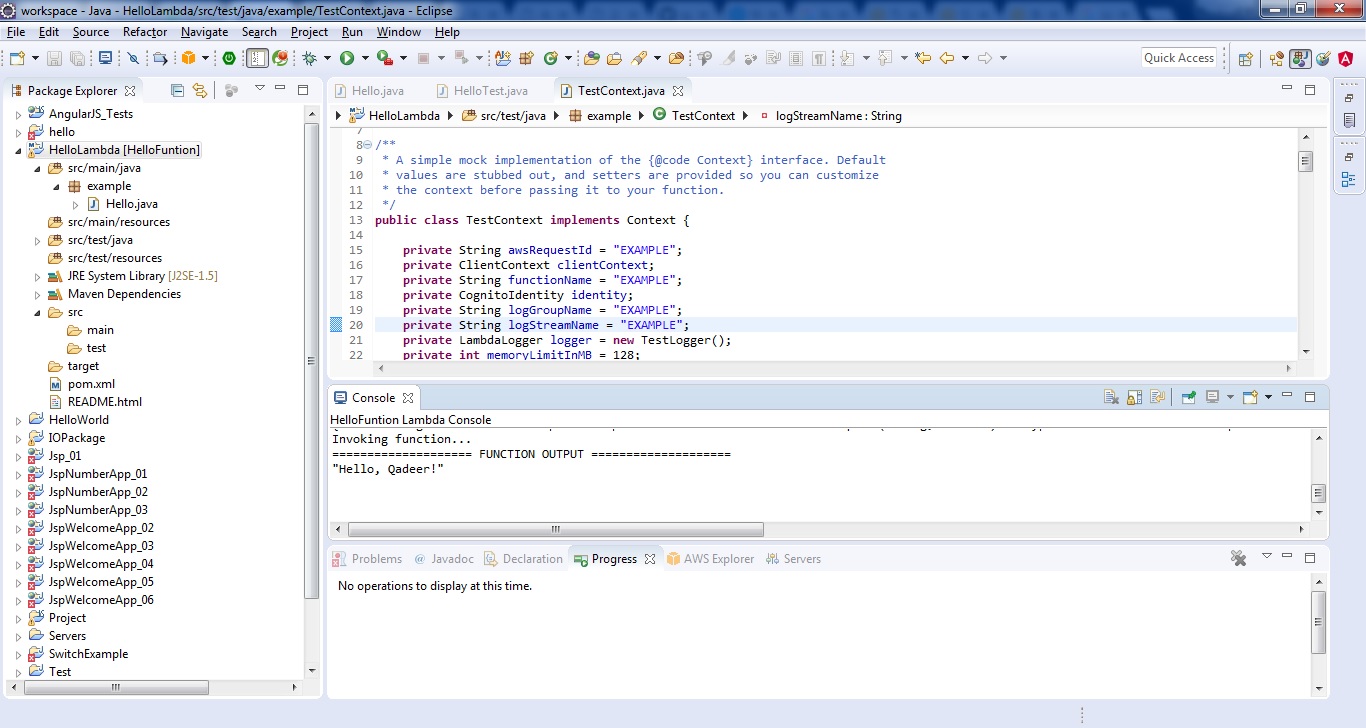 workspace - Java - HelloLambda/src/test/java/example/TestContext.java - Eclipse
File Edit Source Refactor Navigate Search Project Run Window Help
Quick Access
Package Explorer
AngularJS_Tests
hello
HelloLambda [HelloFuntion]
src/main/java
example
Hello.java
src/main/resources
src/test/java
src/test/resources
JRE System Library [J2SE-1.5]
Maven Dependencies
src
main
test
target
pom.xml
README.html
HelloWorld
IOPackage
Jsp_01
JspNumberApp_01
JspNumberApp_02
JspNumberApp_03
JspWelcomeApp_02
JspWelcomeApp_03
JspWelcomeApp_04
JspWelcomeApp_05
JspWelcomeApp_06
Project
Servers
SwitchExample
Test
Hello.java HelloTest.java TestContext.java
HelloLambda src/test/java example TestContext logStreamName : String
7
8 /**
9 * A simple mock implementation of the {@code Context} interface. Default
10 * values are stubbed out, and setters are provided so you can customize
11 * the context before passing it to your function.
12 */
13 public class TestContext implements Context {
14
15 private String awsRequestId = "EXAMPLE";
16 private ClientContext clientContext;
17 private String functionName = "EXAMPLE";
18 private CognitoIdentity identity;
19 private String logGroupName = "EXAMPLE";
20 private String logStreamName = "EXAMPLE";
21 private LambdaLogger logger = new TestLogger();
22 private int memoryLimitInMB = 128;
Console
HelloFuntion Lambda Console
Invoking function...
==================== FUNCTION OUTPUT ====================
"Hello, Qadeer!"
Problems @ Javadoc Declaration Progress AWS Explorer Servers
No operations to display at this time.